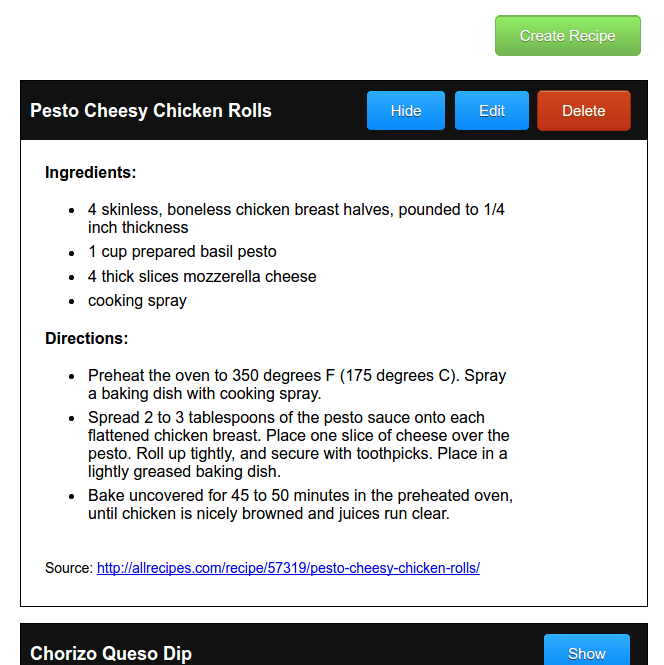 Create Recipe
Pesto Cheesy Chicken Rolls Hide Edit Delete
Ingredients:
4 skinless, boneless chicken breast halves, pounded to 1/4
inch thickness
1 cup prepared basil pesto
4 thick slices mozzerella cheese
cooking spray
Directions:
Preheat the oven to 350 degrees F (175 degrees C). Spray
a baking dish with cooking spray.
Spread 2 to 3 tablespoons of the pesto sauce onto each
flattened chicken breast. Place one slice of cheese over the
pesto. Roll up tightly, and secure with toothpicks. Place in a
lightly greased baking dish.
Bake uncovered for 45 to 50 minutes in the preheated oven,
until chicken is nicely browned and juices run clear.
Source: http://allrecipes.com/recipe/57319/pesto-cheesy-chicken-rolls/
Chorizo Queso Dip Show